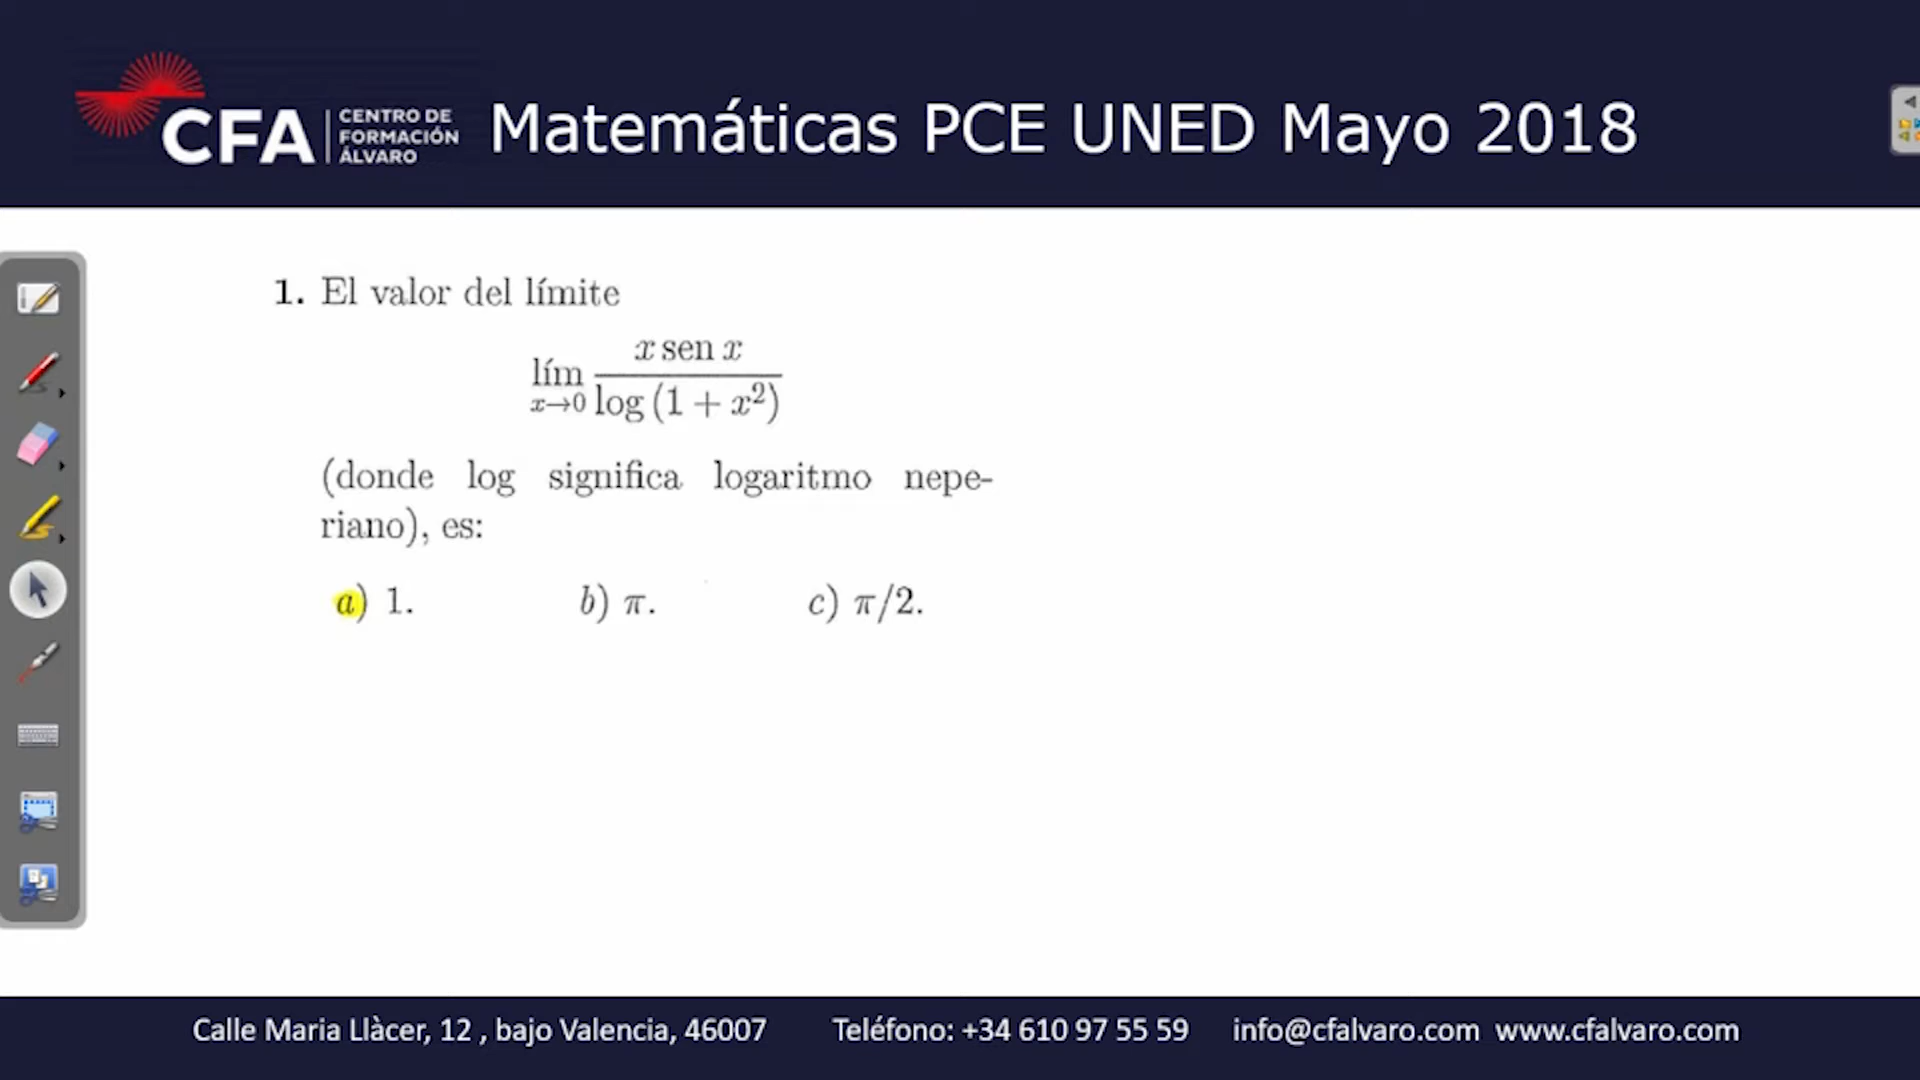 CFA
CENTRO DE
FORMACIÓN
ÁLVARO
Matemáticas PCE UNED Mayo 2018
1. El valor del límite
lím x→0 x sen x / log (1 + x²)
(donde log significa logaritmo nepe-
riano), es:
a) 1. b) π. c) π/2.
Calle Maria Llàcer, 12 , bajo Valencia, 46007 Teléfono: +34 610 97 55 59 info@cfalvaro.com www.cfalvaro.com